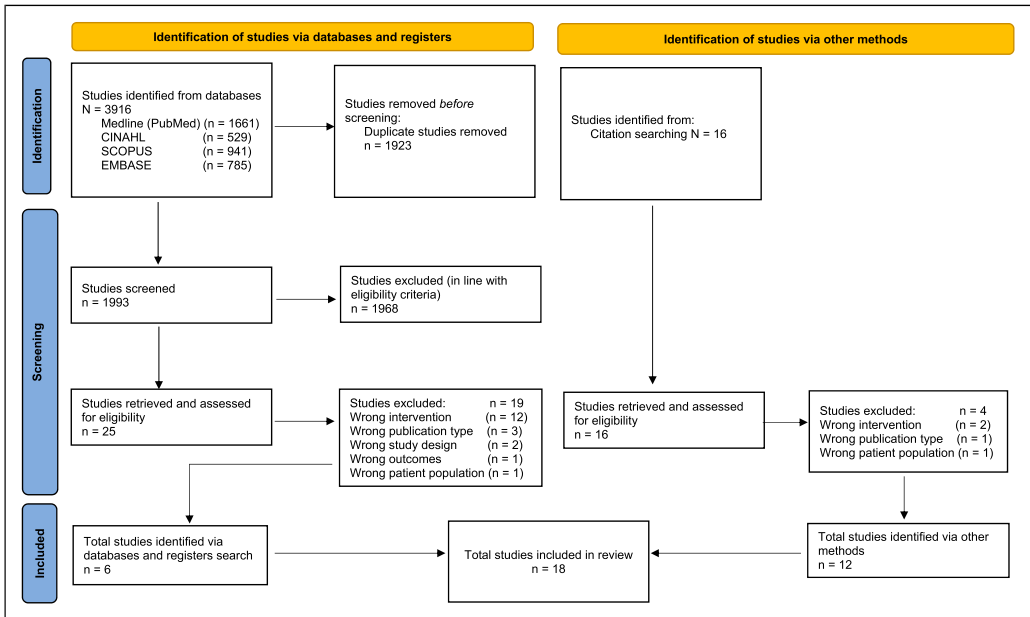 Identification of studies via databases and registers
Identification of studies via other methods
Identification
Studies identified from databases
N = 3916
Medline (PubMed) (n = 1661)
CINAHL (n = 529)
SCOPUS (n = 941)
EMBASE (n = 785)
Studies removed before
screening:
Duplicate studies removed
n = 1923
Studies identified from:
Citation searching N = 16
Screening
Studies screened
n = 1993
Studies excluded (in line with
eligibility criteria)
n = 1968
Studies retrieved and assessed
for eligibility
n = 25
Studies excluded: n = 19
Wrong intervention (n = 12)
Wrong publication type (n = 3)
Wrong study design (n = 2)
Wrong outcomes (n = 1)
Wrong patient population (n = 1)
Studies retrieved and assessed
for eligibility
n = 16
Studies excluded: n = 4
Wrong intervention (n = 2)
Wrong publication type (n = 1)
Wrong patient population (n = 1)
Included
Total studies identified via
databases and registers search
n = 6
Total studies included in review
n = 18
Total studies identified via other
methods
n = 12